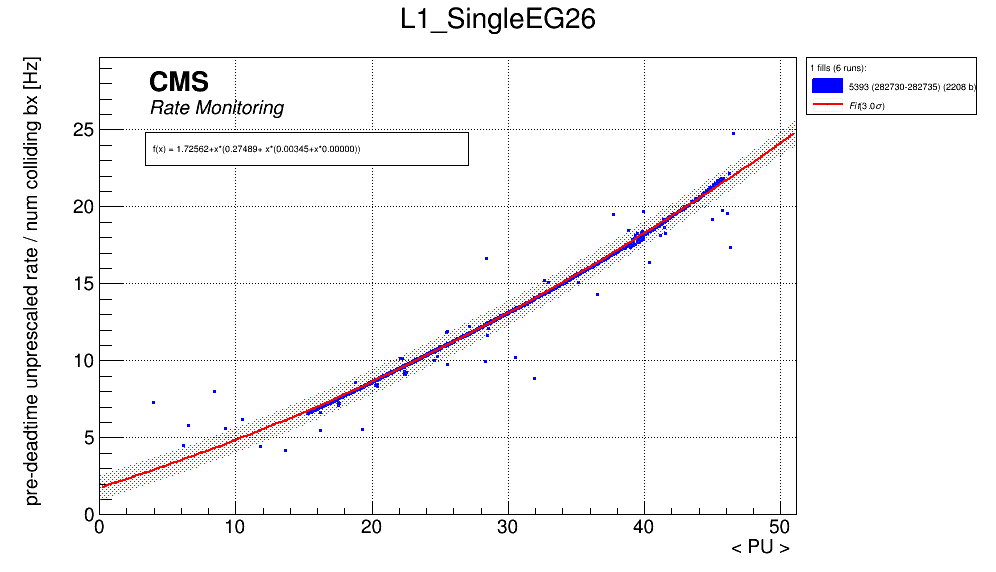 L1_SingleEG26
pre-deadtime unprescaled rate / num colliding bx [Hz]
CMS
Rate Monitoring
f(x) = 1.72562+x*(0.27489+ x*(0.00345+x*0.00000))
25
20
15
10
5
0
0 10 20 30 40 50
< PU >
1 fills (6 runs):
5393 (282730-282735) (2208 b)
Fit(3.0σ)